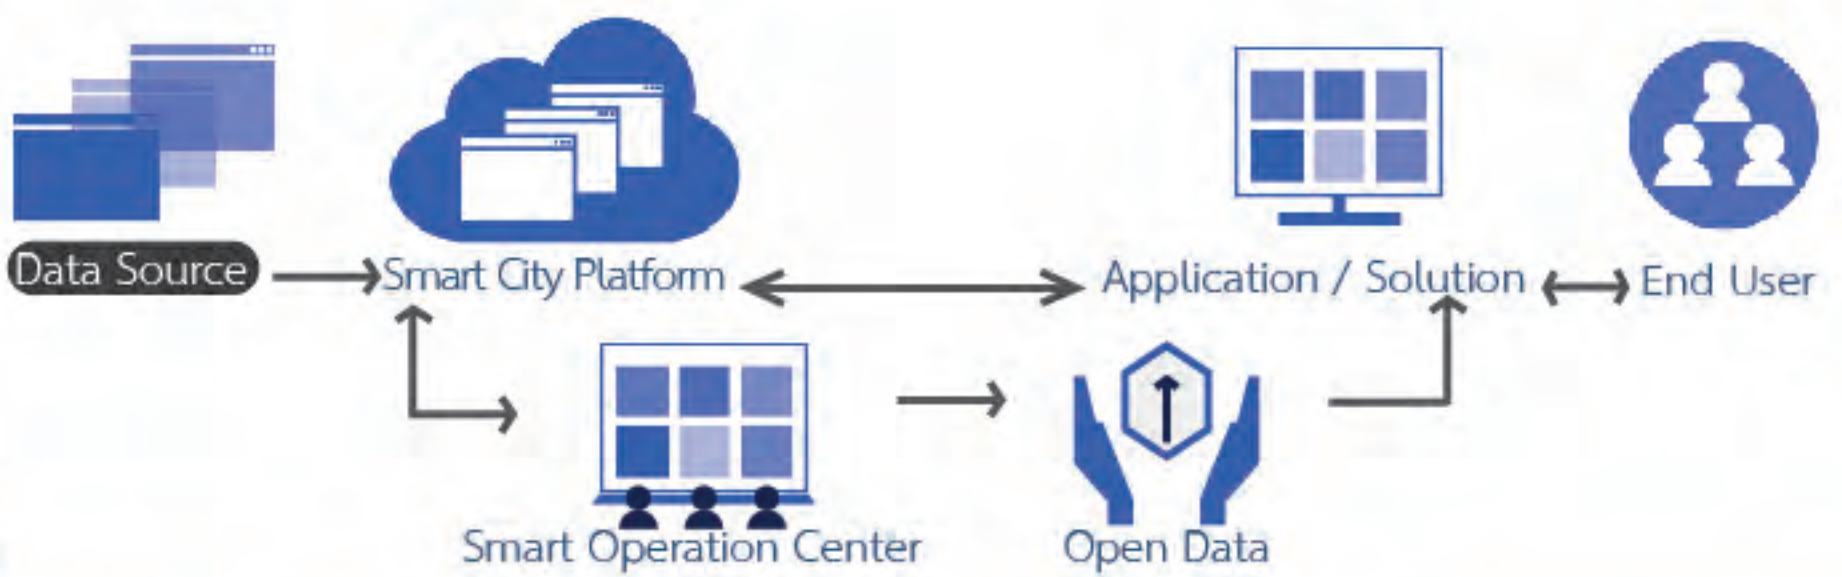 Data Source
Smart City Platform
Application / Solution
End User
Smart Operation Center
Open Data